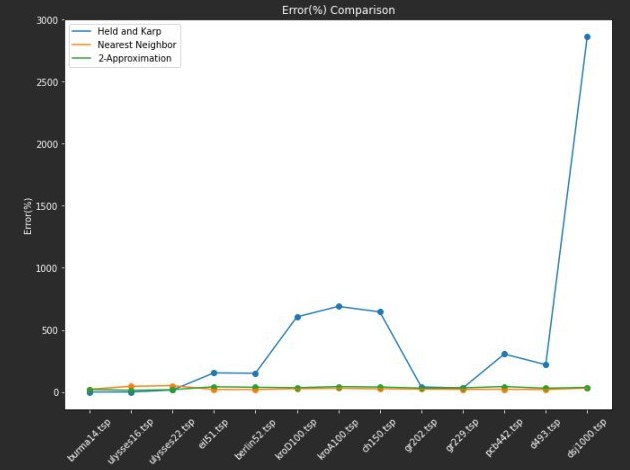 Error(%) Comparison
Held and Karp
Nearest Neighbor
2-Approximation
3000
2500
2000
1500
1000
500
0
Error(%)
burma14.tsp
ulysses16.tsp
ulysses22.tsp
eil51.tsp
berlin52.tsp
kroD100.tsp
kroA100.tsp
ch150.tsp
gr202.tsp
gr229.tsp
pcb442.tsp
d493.tsp
dsj1000.tsp